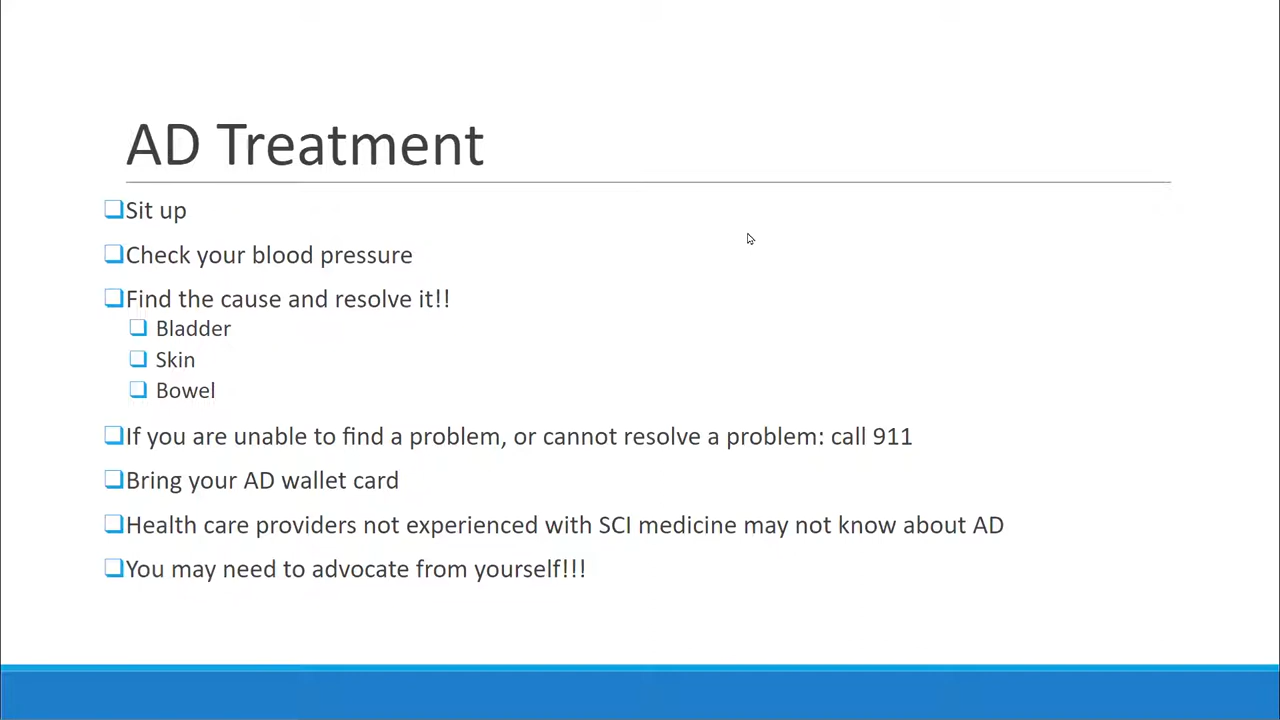 AD Treatment
❑Sit up
❑Check your blood pressure
❑Find the cause and resolve it!!
❑ Bladder
❑ Skin
❑ Bowel
❑If you are unable to find a problem, or cannot resolve a problem: call 911
❑Bring your AD wallet card
❑Health care providers not experienced with SCI medicine may not know about AD
❑You may need to advocate from yourself!!!